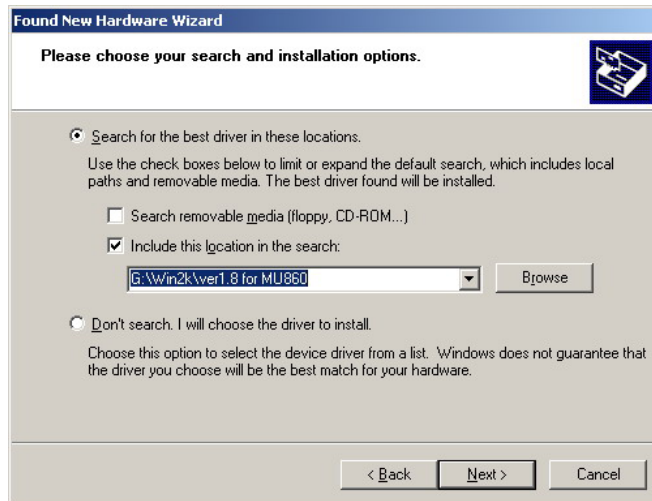 Found New Hardware Wizard
Please choose your search and installation options.
Search for the best driver in these locations.
Use the check boxes below to limit or expand the default search, which includes local
paths and removable media. The best driver found will be installed.
Search removable media (floppy, CD-ROM...)
Include this location in the search:
G:\Win2k\ver1.8 for MU860
Browse
Don't search. I will choose the driver to install.
Choose this option to select the device driver from a list. Windows does not guarantee that
the driver you choose will be the best match for your hardware.
< Back
Next >
Cancel